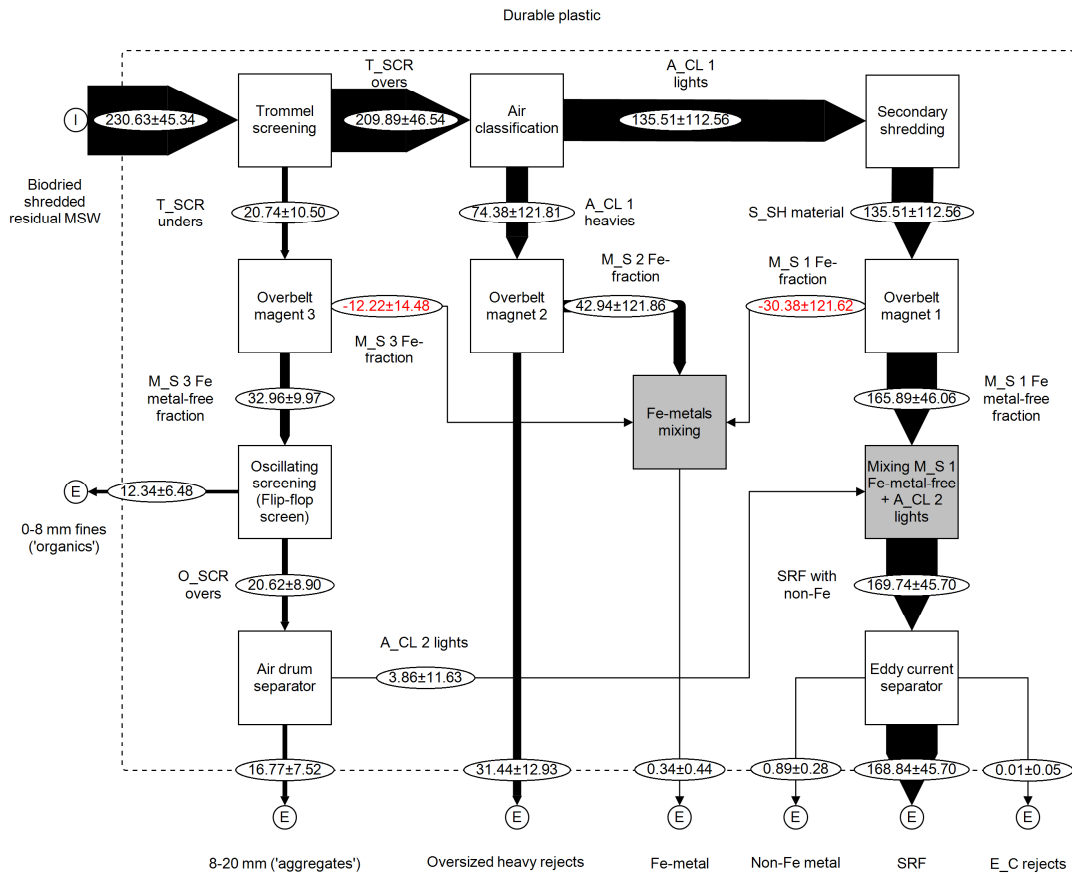 Durable plastic
T_SCR
overs
A_CL 1
lights
I
230.63±45.34
Trommel
screening
209.89±46.54
Air
classification
135.51±112.56
Secondary
shredding
Biodried
shredded
residual MSW
T_SCR
unders
20.74±10.50
74.38±121.81
A_CL 1
heavies
S_SH material
135.51±112.56
M_S 2 Fe-
fraction
M_S 1 Fe-
fraction
Overbelt
magent 3
-12.22±14.48
Overbelt
magnet 2
42.94±121.86
-30.38±121.62
Overbelt
magnet 1
M_S 3 Fe-
fraction
M_S 3 Fe
metal-free
fraction
32.96±9.97
Fe-metals
mixing
165.89±46.06
M_S 1 Fe
metal-free
fraction
E
12.34±6.48
Oscillating
screening
(Flip-flop
screen)
Mixing M_S 1
Fe-metal-free
+ A_CL 2
lights
0-8 mm fines
('organics')
O_SCR
overs
20.62±8.90
SRF with
non-Fe
169.74±45.70
A_CL 2 lights
Air drum
separator
3.86±11.63
Eddy current
separator
16.77±7.52
31.44±12.93
0.34±0.44
0.89±0.28
168.84±45.70
0.01±0.05
E
E
E
E
E
E
8-20 mm ('aggregates')
Oversized heavy rejects
Fe-metal
Non-Fe metal
SRF
E_C rejects